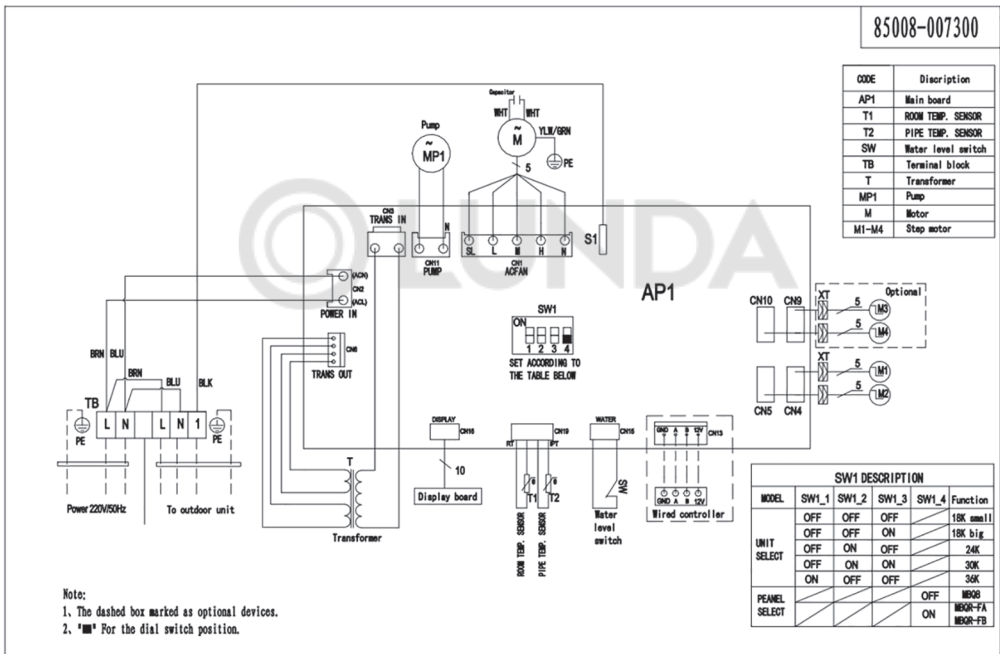 85008-007300
CODE Discription
AP1 Main board
T1 ROOM TEMP. SENSOR
T2 PIPE TEMP. SENSOR
SW Water level switch
TB Terminal block
T Transformer
MP1 Pump
M Motor
M1-M4 Step motor
LUNDA
Capacitor
WHT WHT
YLW/GRN
~
M
PE
5
Pump
~
MP1
CN3
TRANS IN
N
CN11
PUMP
SL L M H N
CN1
ACFAN
S1
AP1
(ACN)
CN2
(ACL)
POWER IN
CN6
TRANS OUT
SW1
ON
1 2 3 4
SET ACCORDING TO
THE TABLE BELOW
CN10 CN9
XT
Optional
5
M3
5
M4
XT
5
M1
5
M2
CN5 CN4
BRN BLU
BRN
BLU
BLK
TB
L N L N 1
PE
PE
Power 220V/50Hz
To outdoor unit
T
Transformer
DISPLAY
CN16
10
Display board
CN19
RT IPT
θ θ
T1 T2
ROOM TEMP. SENSOR
PIPE TEMP. SENSOR
WATER
CN15
SW
Water
level
switch
GND A B 12V
CN13
GND A B 12V
Wired controller
SW1 DESCRIPTION
MODEL SW1_1 SW1_2 SW1_3 SW1_4 Function
UNIT
SELECT
OFF OFF OFF 18K small
OFF OFF ON 18K big
OFF ON OFF 24K
OFF ON ON 30K
ON OFF OFF 36K
PEANEL
SELECT
OFF MBQ8
ON MBQR-FA
MBQR-FB
Note:
1、The dashed box marked as optional devices.
2、"■" For the dial switch position.